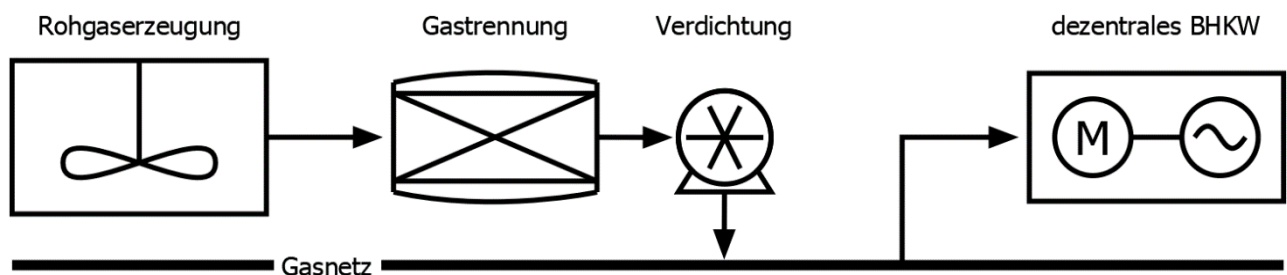 Rohgaserzeugung
Gastrennung
Verdichtung
dezentrales BHKW
M
Gasnetz